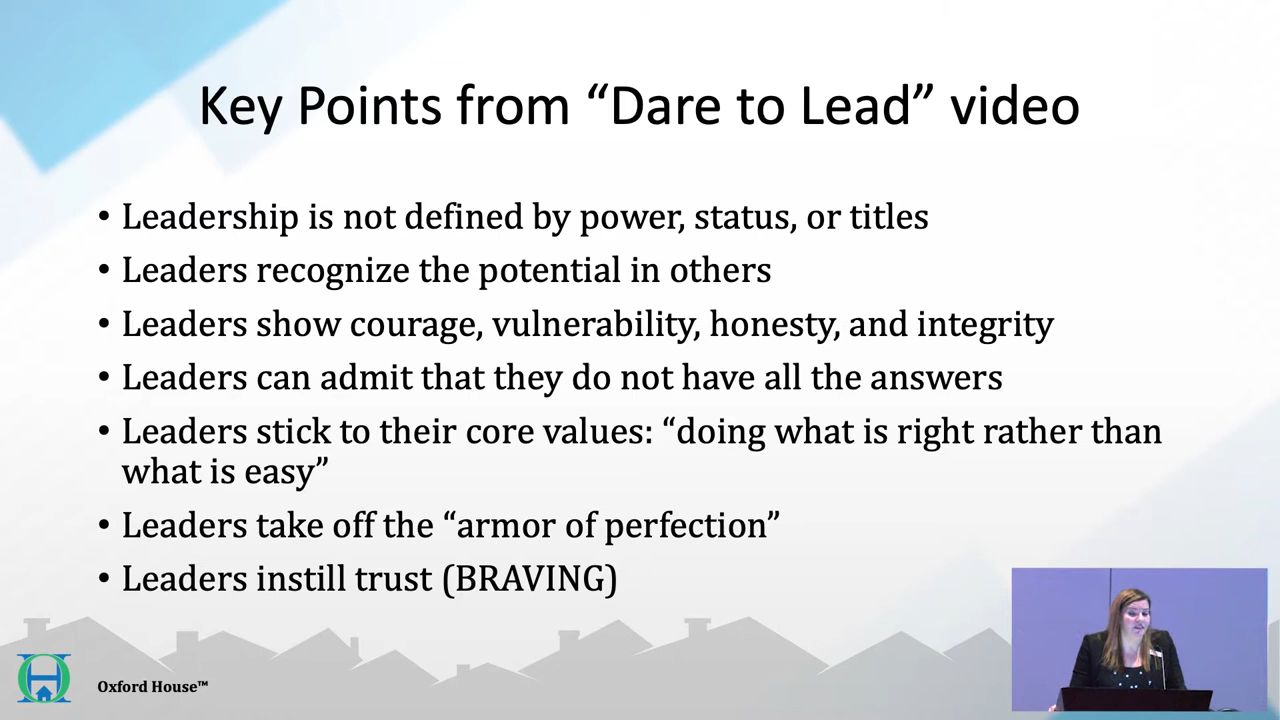 Key Points from “Dare to Lead” video
• Leadership is not defined by power, status, or titles
• Leaders recognize the potential in others
• Leaders show courage, vulnerability, honesty, and integrity
• Leaders can admit that they do not have all the answers
• Leaders stick to their core values: “doing what is right rather than
what is easy”
• Leaders take off the “armor of perfection”
• Leaders instill trust (BRAVING)
Oxford House™